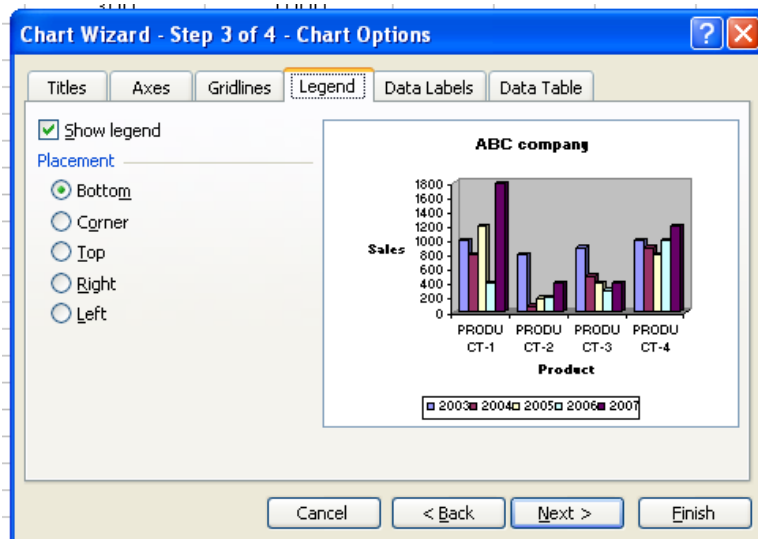 Chart Wizard - Step 3 of 4 - Chart Options
Titles Axes Gridlines Legend Data Labels Data Table
Show legend
Placement
Bottom
Corner
Top
Right
Left
ABC company
Sales
1800
1600
1400
1200
1000
800
600
400
200
0
PRODU PRODU PRODU PRODU
CT-1 CT-2 CT-3 CT-4
Product
2003 2004 2005 2006 2007
Cancel < Back Next > Finish